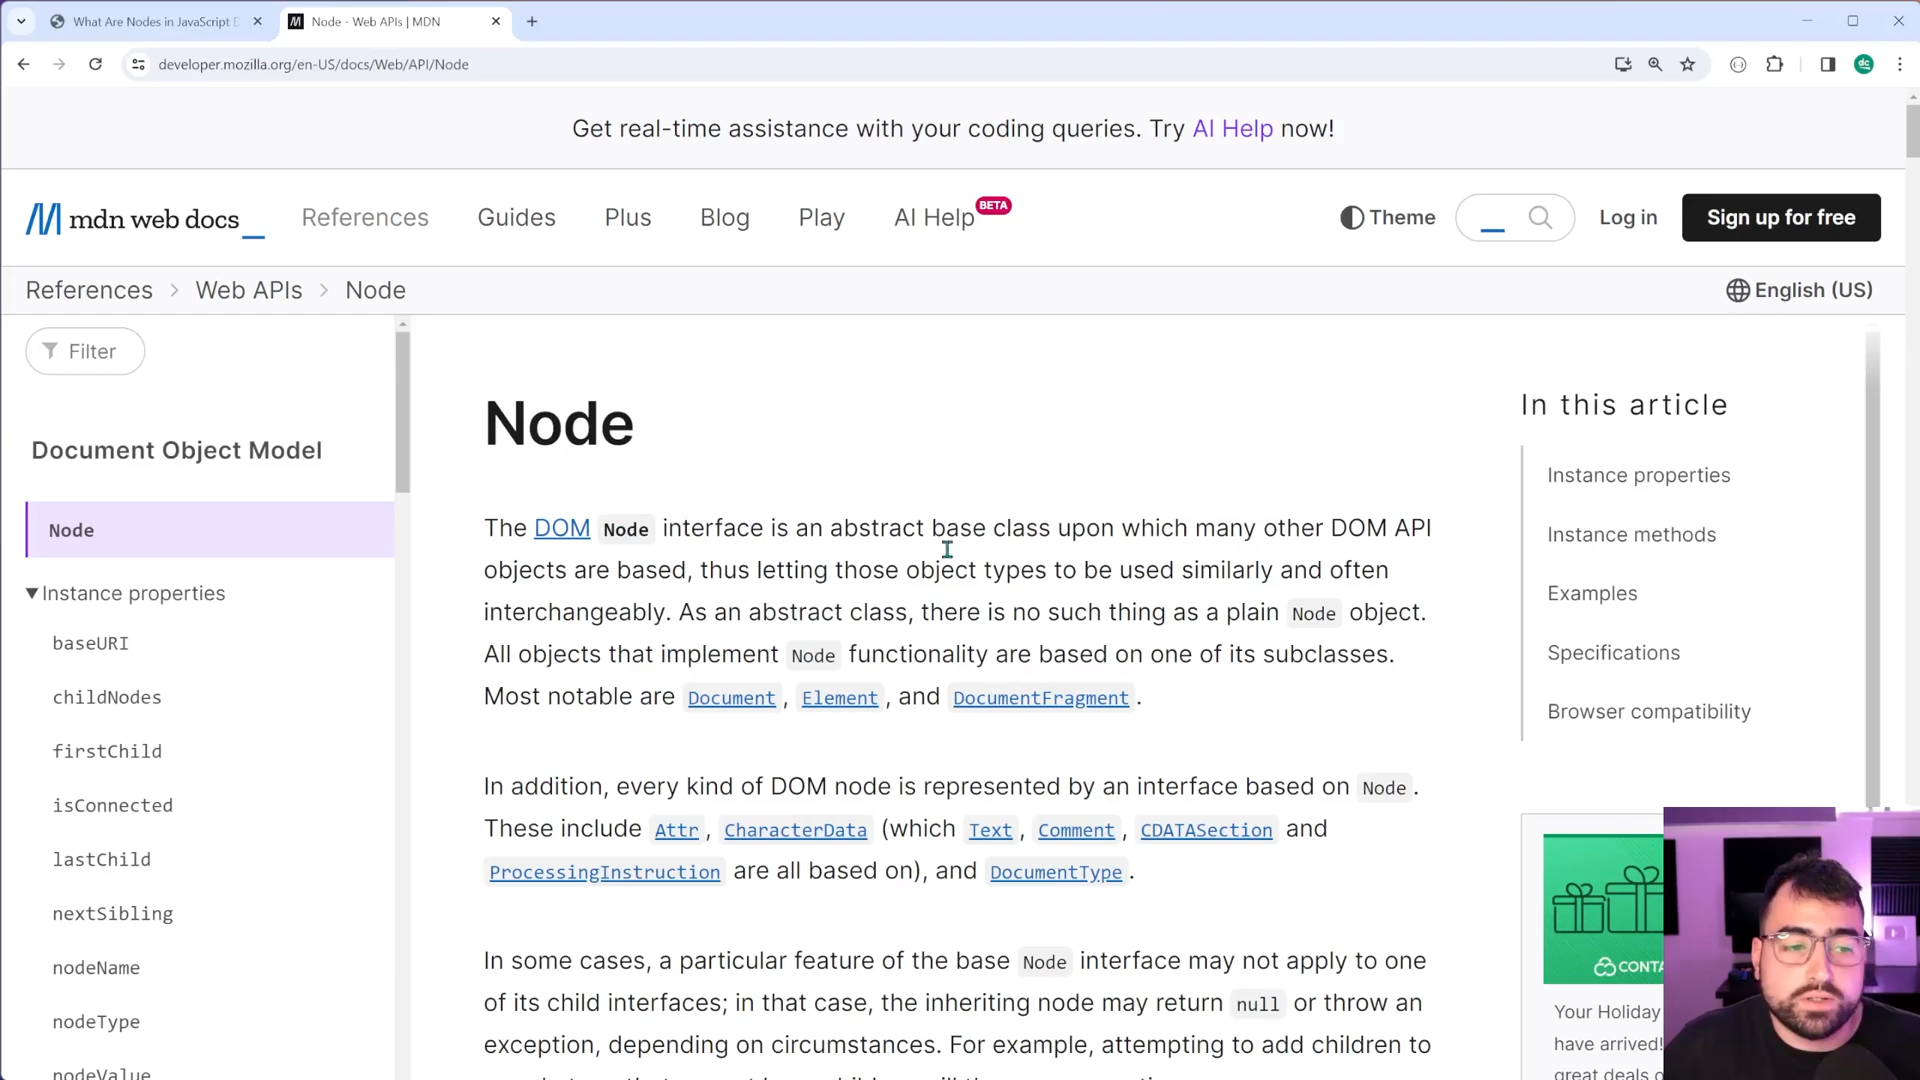 What Are Nodes in JavaScript D
Node - Web APIs | MDN
developer.mozilla.org/en-US/docs/Web/API/Node
dc
Get real-time assistance with your coding queries. Try AI Help now!
mdn web docs_
References
Guides
Plus
Blog
Play
AI Help
BETA
Theme
Log in
Sign up for free
References > Web APIs > Node
English (US)
Filter
Document Object Model
Node
Instance properties
baseURI
childNodes
firstChild
isConnected
lastChild
nextSibling
nodeName
nodeType
nodeValue
Node
The DOM Node interface is an abstract base class upon which many other DOM API
objects are based, thus letting those object types to be used similarly and often
interchangeably. As an abstract class, there is no such thing as a plain Node object.
All objects that implement Node functionality are based on one of its subclasses.
Most notable are Document, Element, and DocumentFragment.
In addition, every kind of DOM node is represented by an interface based on Node.
These include Attr, CharacterData (which Text, Comment, CDATASection and
ProcessingInstruction are all based on), and DocumentType.
In some cases, a particular feature of the base Node interface may not apply to one
of its child interfaces; in that case, the inheriting node may return null or throw an
exception, depending on circumstances. For example, attempting to add children to
In this article
Instance properties
Instance methods
Examples
Specifications
Browser compatibility
CONTA
Your Holiday
have arrived!
great deals o